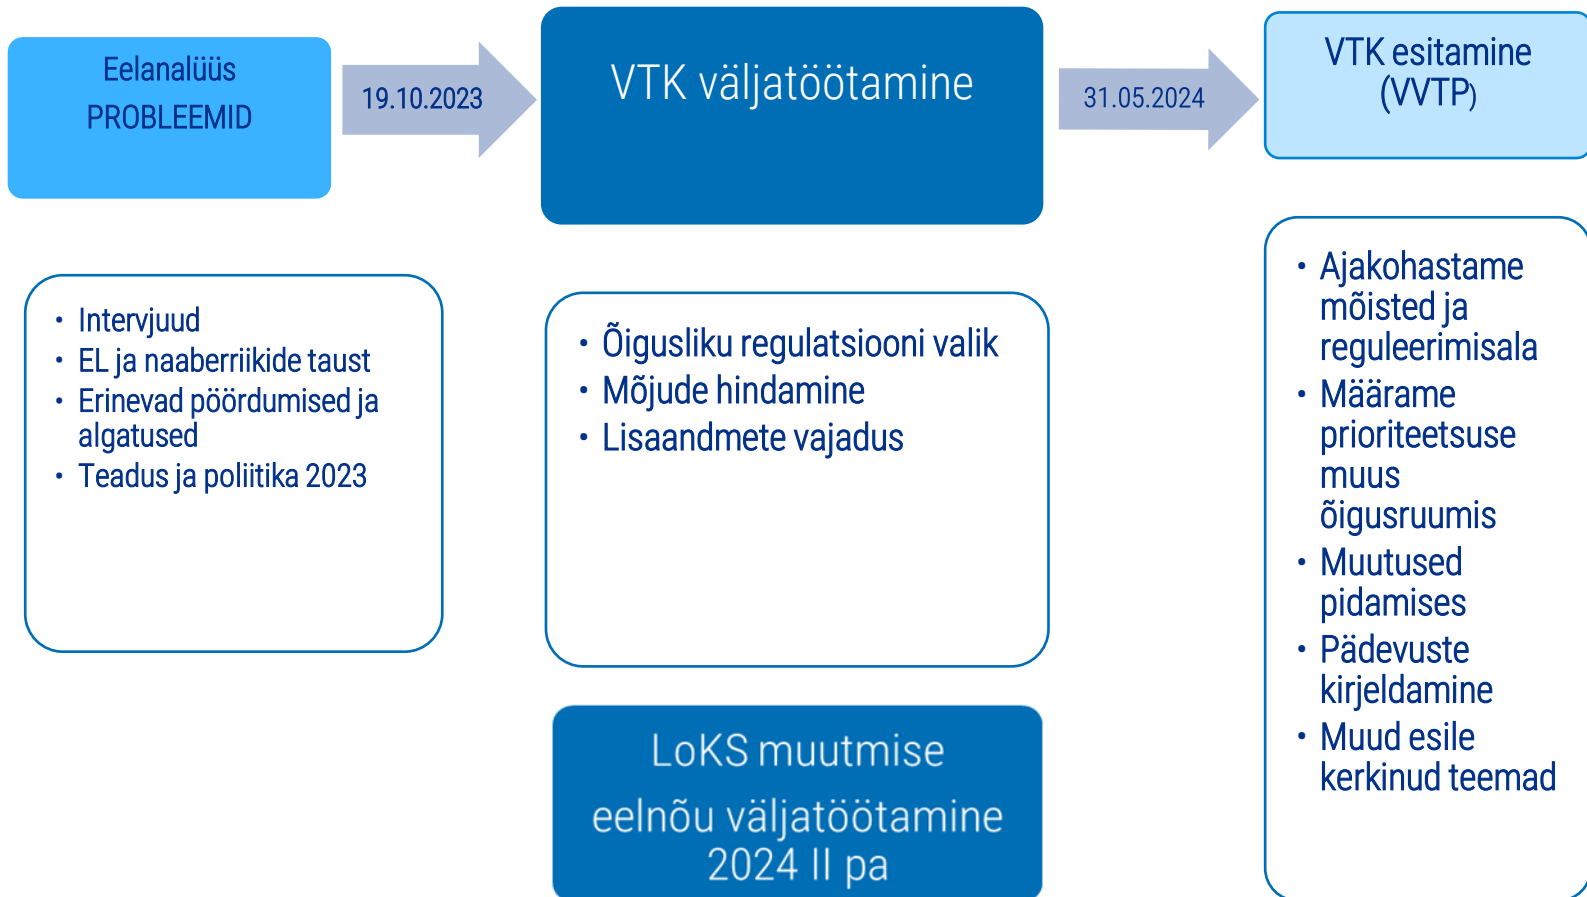 Eelanalüüs
PROBLEEMID
19.10.2023
VTK väljatöötamine
31.05.2024
VTK esitamine
(VVTP)
• Intervjuud
• EL ja naaberriikide taust
• Erinevad pöördumised ja
algatused
• Teadus ja poliitika 2023
• Õigusliku regulatsiooni valik
• Mõjude hindamine
• Lisaandmete vajadus
• Ajakohastame
mõisted ja
reguleerimisala
• Määrame
prioriteetsuse
muus
õigusruumis
• Muutused
pidamises
• Pädevuste
kirjeldamine
• Muud esile
kerkinud teemad
LoKS muutmise
eelnõu väljatöötamine
2024 II pa